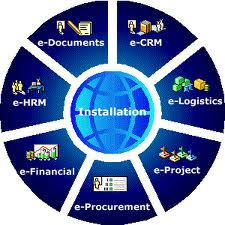 e-Documents
e-CRM
e-HRM
e-Logistics
Installation
e-Financial
e-Project
e-Procurement